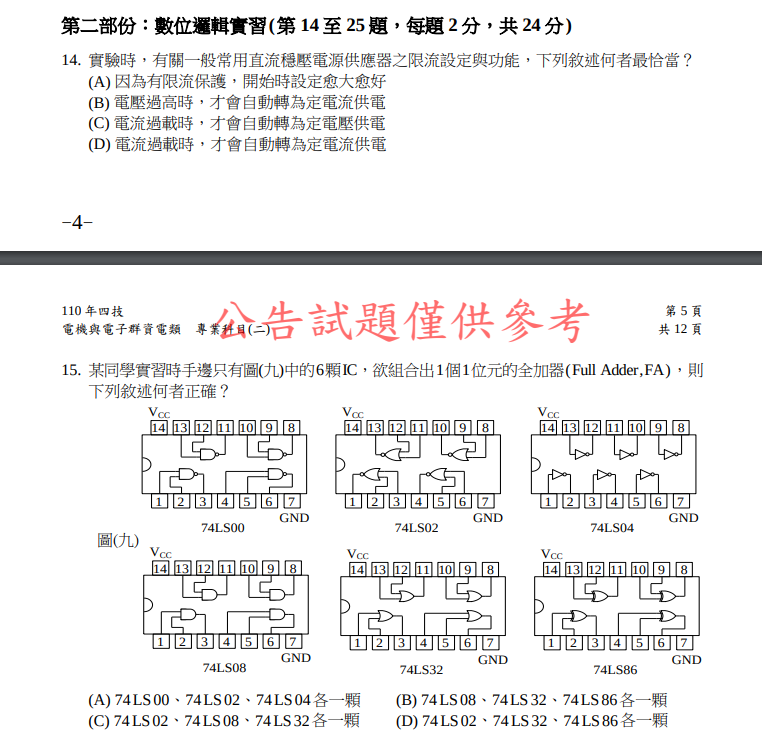 第二部份：數位邏輯實習(第 14 至 25 題，每題 2 分，共 24 分)
14. 實驗時，有關一般常用直流穩壓電源供應器之限流設定與功能，下列敘述何者最恰當？
(A) 因為有限流保護，開始時設定愈大愈好
(B) 電壓過高時，才會自動轉為定電流供電
(C) 電流過載時，才會自動轉為定電壓供電
(D) 電流過載時，才會自動轉為定電流供電
−4−
110 年四技 第 5 頁
電機與電子群資電類 專業科目(二) 共 12 頁
公告試題僅供參考
15. 某同學實習時手邊只有圖(九)中的6顆IC，欲組合出1個1位元的全加器(Full Adder,FA)，則
下列敘述何者正確？
VCC VCC VCC
14 13 12 11 10 9 8 14 13 12 11 10 9 8 14 13 12 11 10 9 8
1 2 3 4 5 6 7 1 2 3 4 5 6 7 1 2 3 4 5 6 7
GND GND GND
74LS00 74LS02 74LS04
圖(九)
VCC VCC VCC
14 13 12 11 10 9 8 14 13 12 11 10 9 8 14 13 12 11 10 9 8
1 2 3 4 5 6 7 1 2 3 4 5 6 7 1 2 3 4 5 6 7
GND GND GND
74LS08 74LS32 74LS86
(A) 74LS00、74LS02、74LS04各一顆 (B) 74LS08、74LS32、74LS86各一顆
(C) 74LS02、74LS08、74LS32各一顆 (D) 74LS02、74LS32、74LS86各一顆